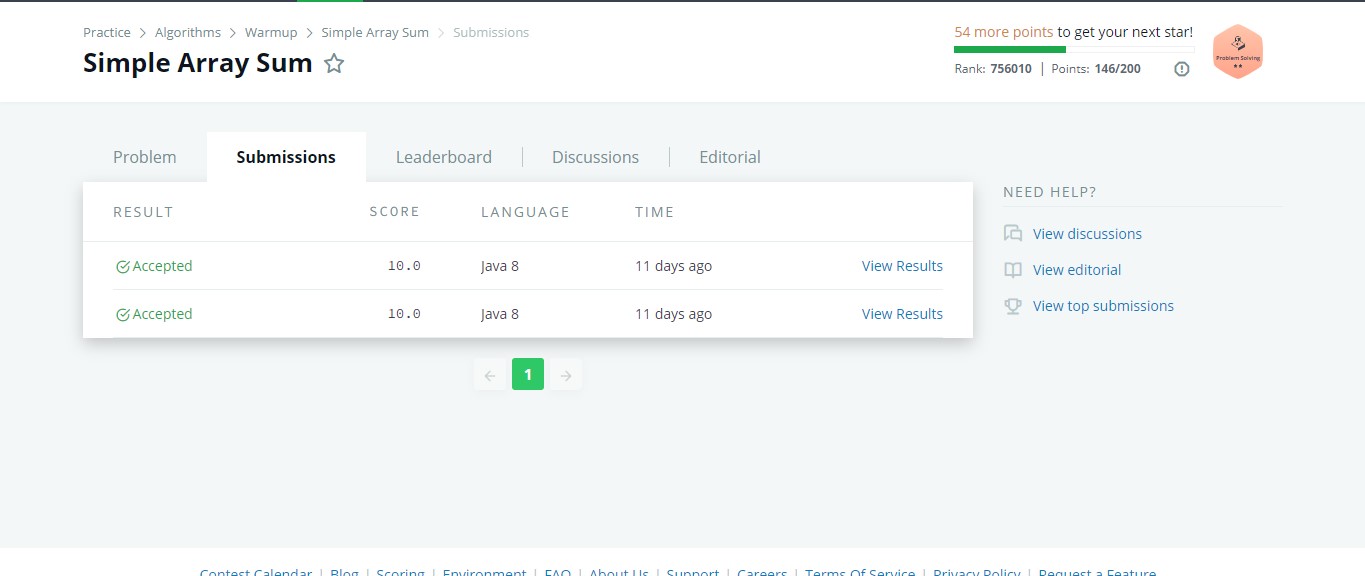 Practice > Algorithms > Warmup > Simple Array Sum > Submissions
Simple Array Sum
54 more points to get your next star!
Rank: 756010 | Points: 146/200
Problem Solving
Problem
Submissions
Leaderboard
Discussions
Editorial
RESULT SCORE LANGUAGE TIME
Accepted 10.0 Java 8 11 days ago View Results
Accepted 10.0 Java 8 11 days ago View Results
1
NEED HELP?
View discussions
View editorial
View top submissions
Contest Calendar | Blog | Scoring | Environment | FAQ | About Us | Support | Careers | Terms Of Service | Privacy Policy | Request a Feature